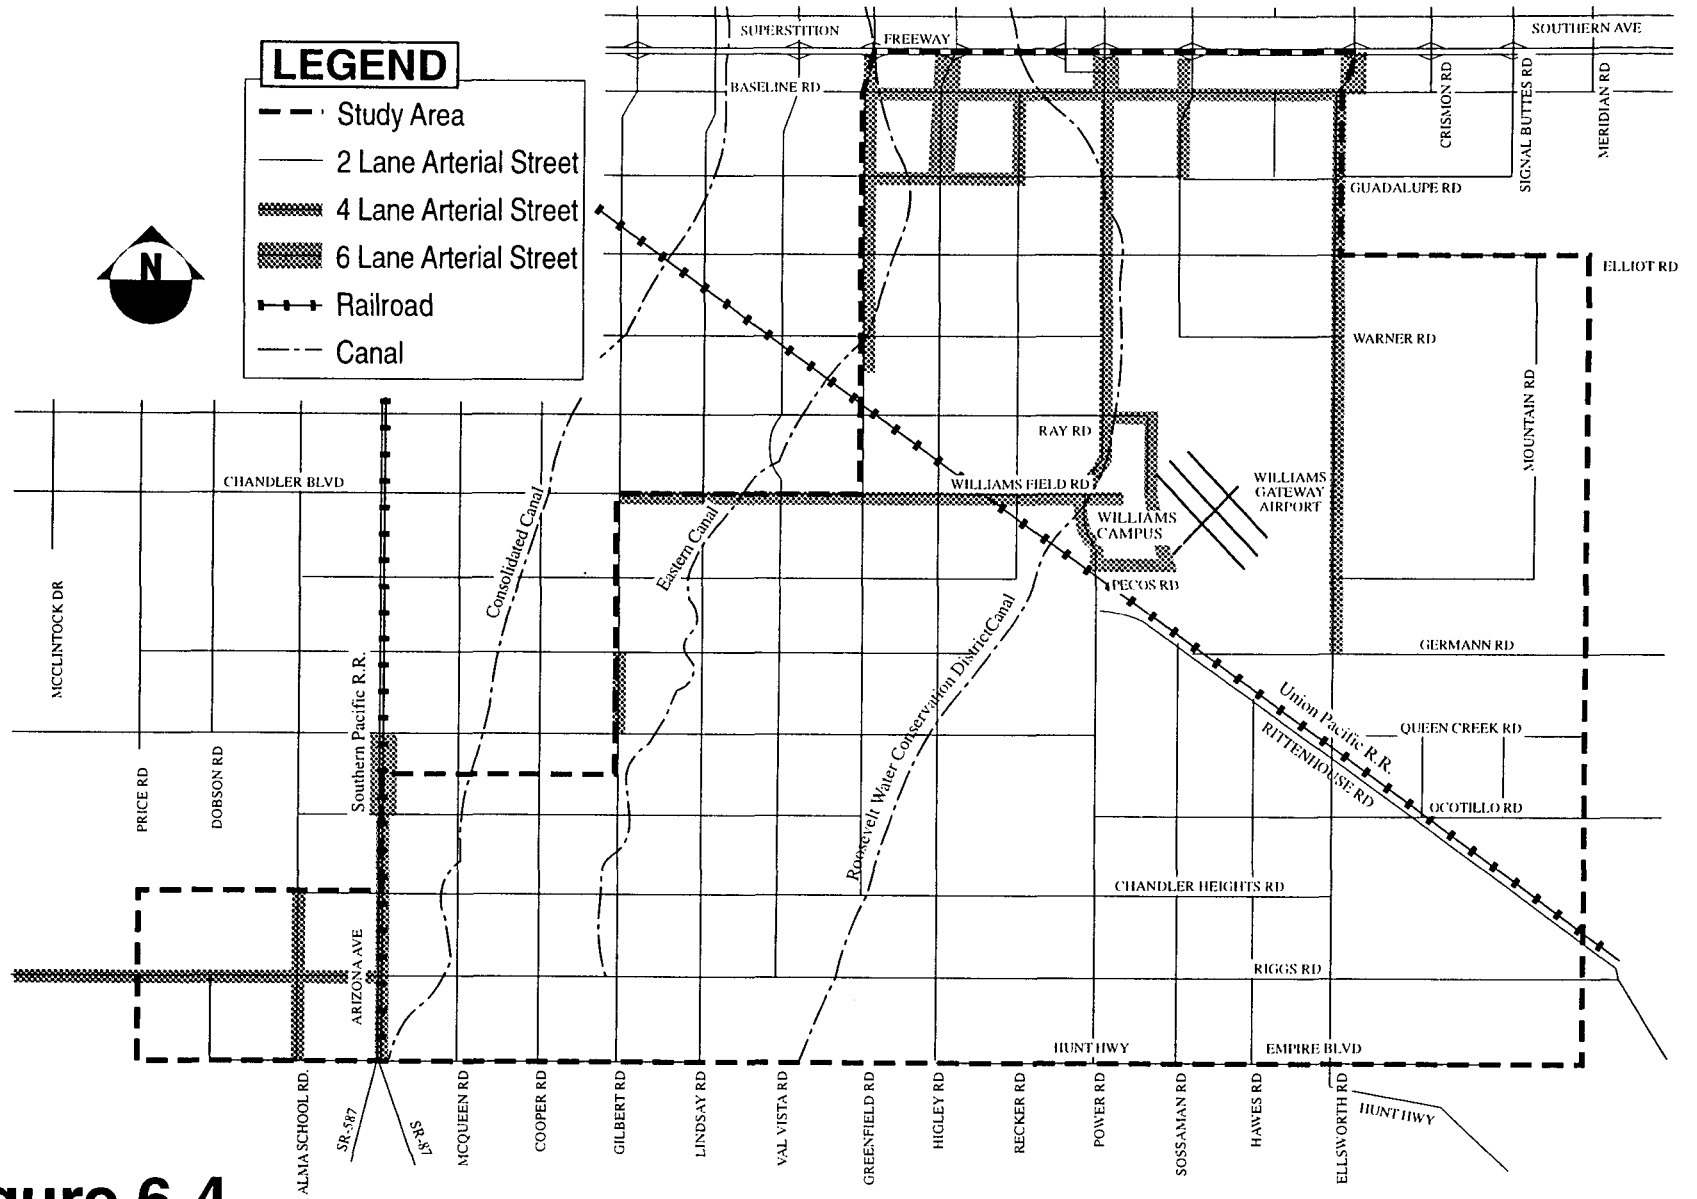 SUPERSTITION
FREEWAY
SOUTHERN AVE
LEGEND
Study Area
2 Lane Arterial Street
4 Lane Arterial Street
6 Lane Arterial Street
Railroad
Canal
N
BASELINE RD
CRISMON RD
SIGNAL BUTTES RD
MERIDIAN RD
GUADALUPE RD
ELLIOT RD
WARNER RD
MOUNTAIN RD
RAY RD
CHANDLER BLVD
WILLIAMS FIELD RD
WILLIAMS
GATEWAY
AIRPORT
WILLIAMS
CAMPUS
Consolidated Canal
Eastern Canal
PECOS RD
MCCLINTOCK DR
Roosevelt Water Conservation District Canal
GERMANN RD
Southern Pacific R.R.
Union Pacific R.R.
RITTENHOUSE RD
QUEEN CREEK RD
PRICE RD
DOBSON RD
OCOTILLO RD
CHANDLER HEIGHTS RD
ARIZONA AVE
RIGGS RD
HUNT HWY
EMPIRE BLVD
ALMA SCHOOL RD
SR-587
SR-87
MCQUEEN RD
COOPER RD
GILBERT RD
LINDSAY RD
VAL VISTA RD
GREENFIELD RD
HIGLEY RD
RECKER RD
POWER RD
SOSSAMAN RD
HAWES RD
ELLSWORTH RD
HUNT HWY
gure 6-4